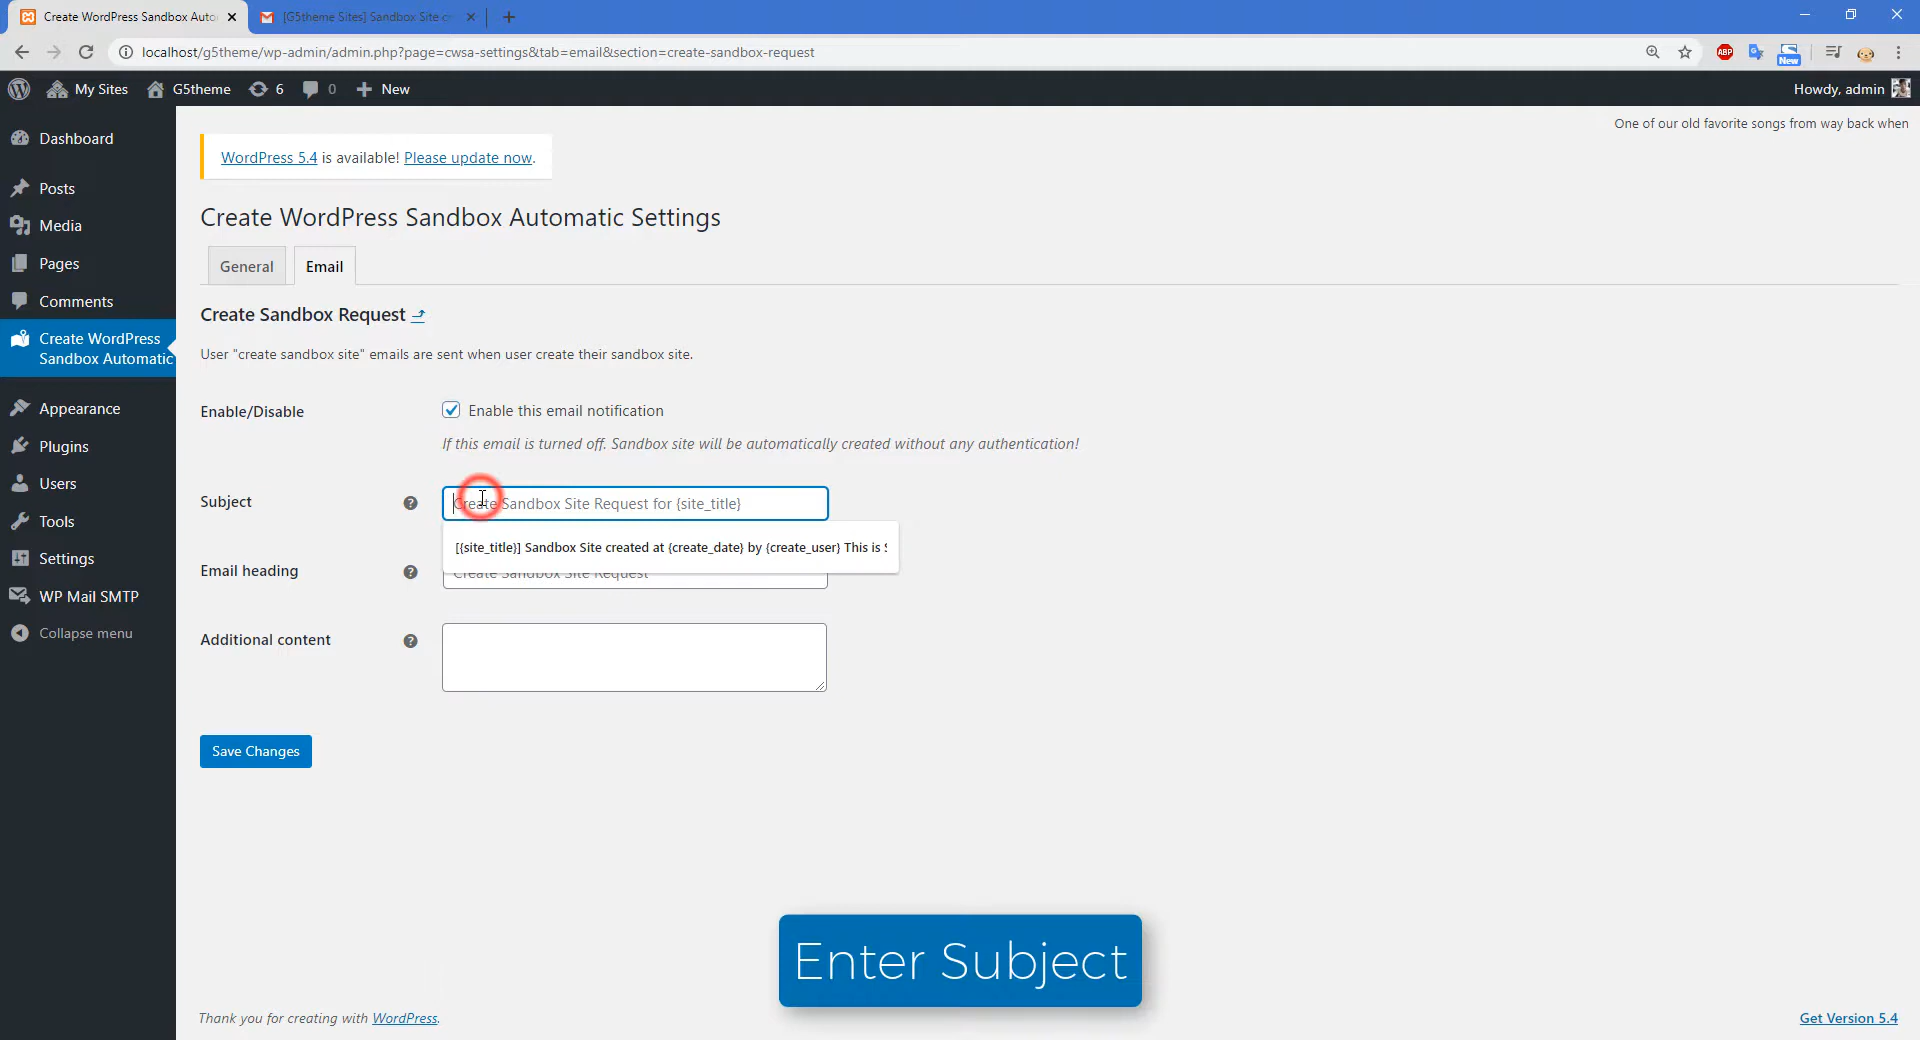 Create WordPress Sandbox Auto
[G5theme Sites] Sandbox Site c
localhost/g5theme/wp-admin/admin.php?page=cwsa-settings&tab=email&section=create-sandbox-request
ABP
New
My Sites
G5theme
6
0
New
Howdy, admin
One of our old favorite songs from way back when
Dashboard
Posts
Media
Pages
Comments
Create WordPress
Sandbox Automatic
Appearance
Plugins
Users
Tools
Settings
WP Mail SMTP
Collapse menu
WordPress 5.4 is available! Please update now.
Create WordPress Sandbox Automatic Settings
General
Email
Create Sandbox Request
User "create sandbox site" emails are sent when user create their sandbox site.
Enable/Disable
Enable this email notification
If this email is turned off. Sandbox site will be automatically created without any authentication!
Subject
?
Create Sandbox Site Request for {site_title}
[{site_title}] Sandbox Site created at {create_date} by {create_user} This is
Email heading
?
Create Sandbox Site Request
Additional content
?
Save Changes
Enter Subject
Thank you for creating with WordPress.
Get Version 5.4